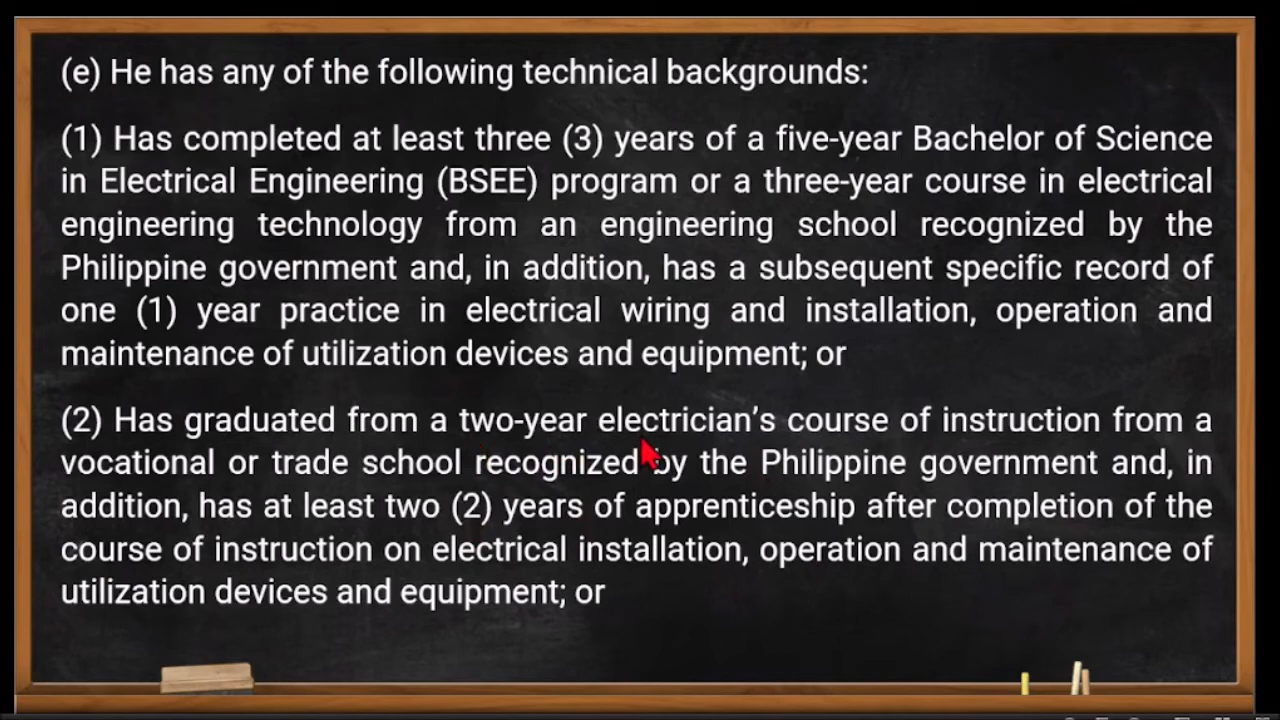 (e) He has any of the following technical backgrounds:
(1) Has completed at least three (3) years of a five-year Bachelor of Science
in Electrical Engineering (BSEE) program or a three-year course in electrical
engineering technology from an engineering school recognized by the
Philippine government and, in addition, has a subsequent specific record of
one (1) year practice in electrical wiring and installation, operation and
maintenance of utilization devices and equipment; or
(2) Has graduated from a two-year electrician's course of instruction from a
vocational or trade school recognized by the Philippine government and, in
addition, has at least two (2) years of apprenticeship after completion of the
course of instruction on electrical installation, operation and maintenance of
utilization devices and equipment; or